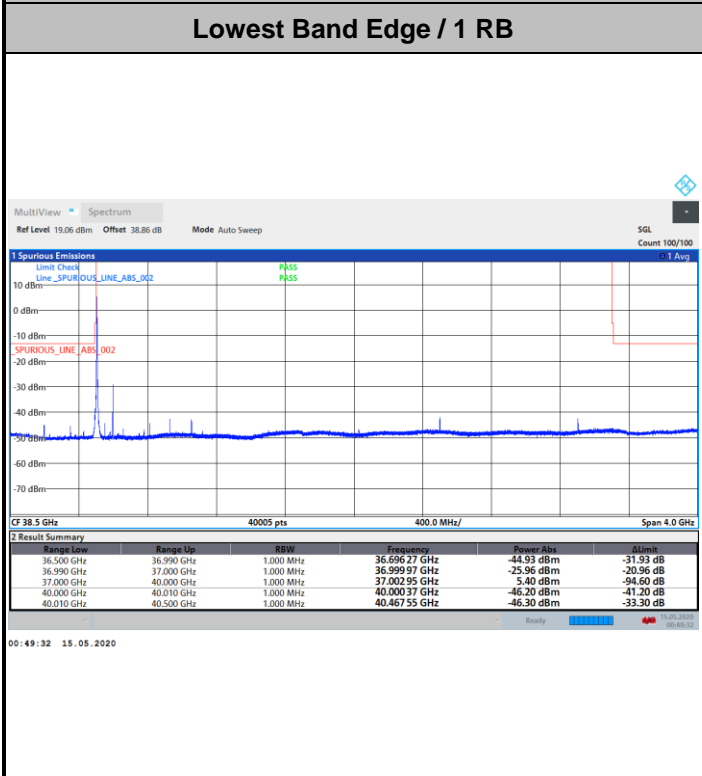 Lowest Band Edge / 1 RB
MultiView Spectrum
Ref Level 19.06 dBm Offset 38.86 dB Mode Auto Sweep SGL
Count 100/100
1 Spurious Emissions 1 Avg
Limit Check PASS
Line _SPURIOUS_LINE_ABS_002 PASS
10 dBm
0 dBm
-10 dBm
_SPURIOUS_LINE_ABS_002
-20 dBm
-30 dBm
-40 dBm
-50 dBm
-60 dBm
-70 dBm
CF 38.5 GHz 40005 pts 400.0 MHz/ Span 4.0 GHz
2 Result Summary
Range Low Range Up RBW Frequency Power Abs ΔLimit
36.500 GHz 36.990 GHz 1.000 MHz 36.696 27 GHz -44.93 dBm -31.93 dB
36.990 GHz 37.000 GHz 1.000 MHz 36.999 97 GHz -25.96 dBm -20.96 dB
37.000 GHz 40.000 GHz 1.000 MHz 37.002 95 GHz 5.40 dBm -94.60 dB
40.000 GHz 40.010 GHz 1.000 MHz 40.000 37 GHz -46.20 dBm -41.20 dB
40.010 GHz 40.500 GHz 1.000 MHz 40.467 55 GHz -46.30 dBm -33.30 dB
Ready 15.05.2020
00:49:32
00:49:32 15.05.2020